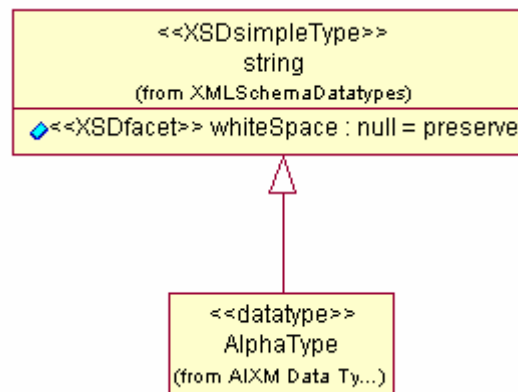 <<XSDsimpleType>>
string
(from XMLSchemaDatatypes)
<<XSDfacet>> whiteSpace : null = preserve
<<datatype>>
AlphaType
(from AIXM Data Ty...)